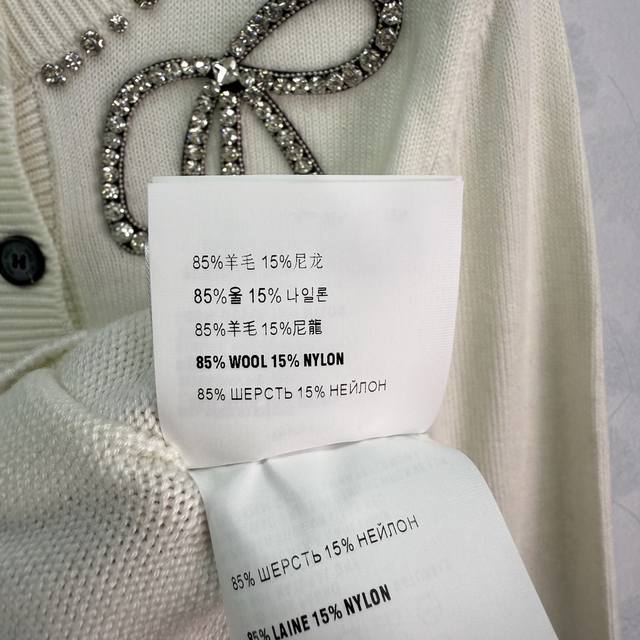 85%羊毛 15%尼龙
85%울 15% 나일론
85%羊毛 15%尼龍
85% WOOL 15% NYLON
85% ШЕРСТЬ 15% НЕЙЛОН
85% ШЕРСТЬ 15% НЕЙЛОН
85% LAINE 15% NYLON